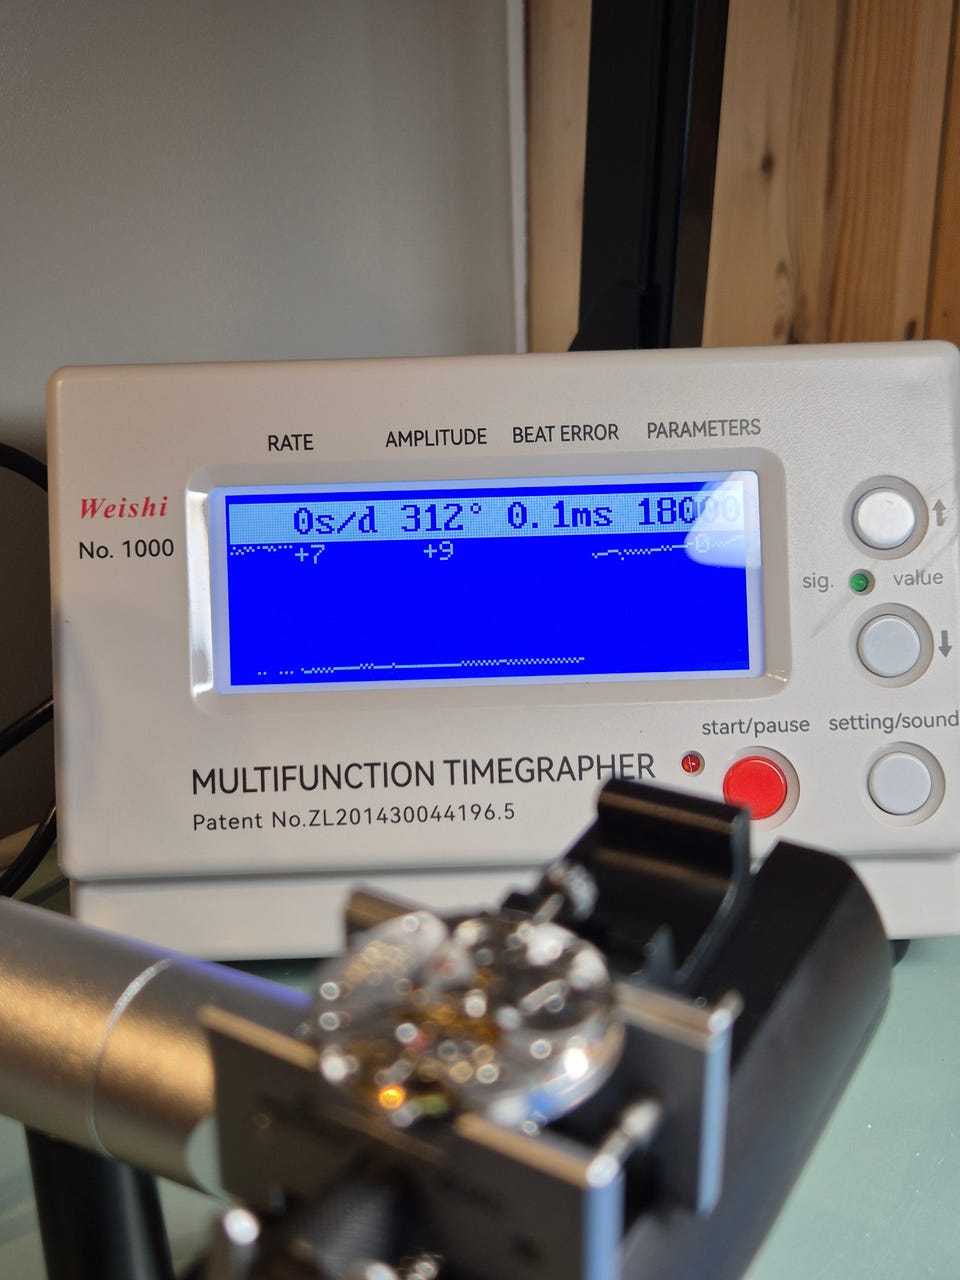 RATE AMPLITUDE BEAT ERROR PARAMETERS
Weishi
No. 1000
0s/d 312° 0.1ms 18000
+7 +9 0
sig. value
start/pause setting/sound
MULTIFUNCTION TIMEGRAPHER
Patent No.ZL201430044196.5